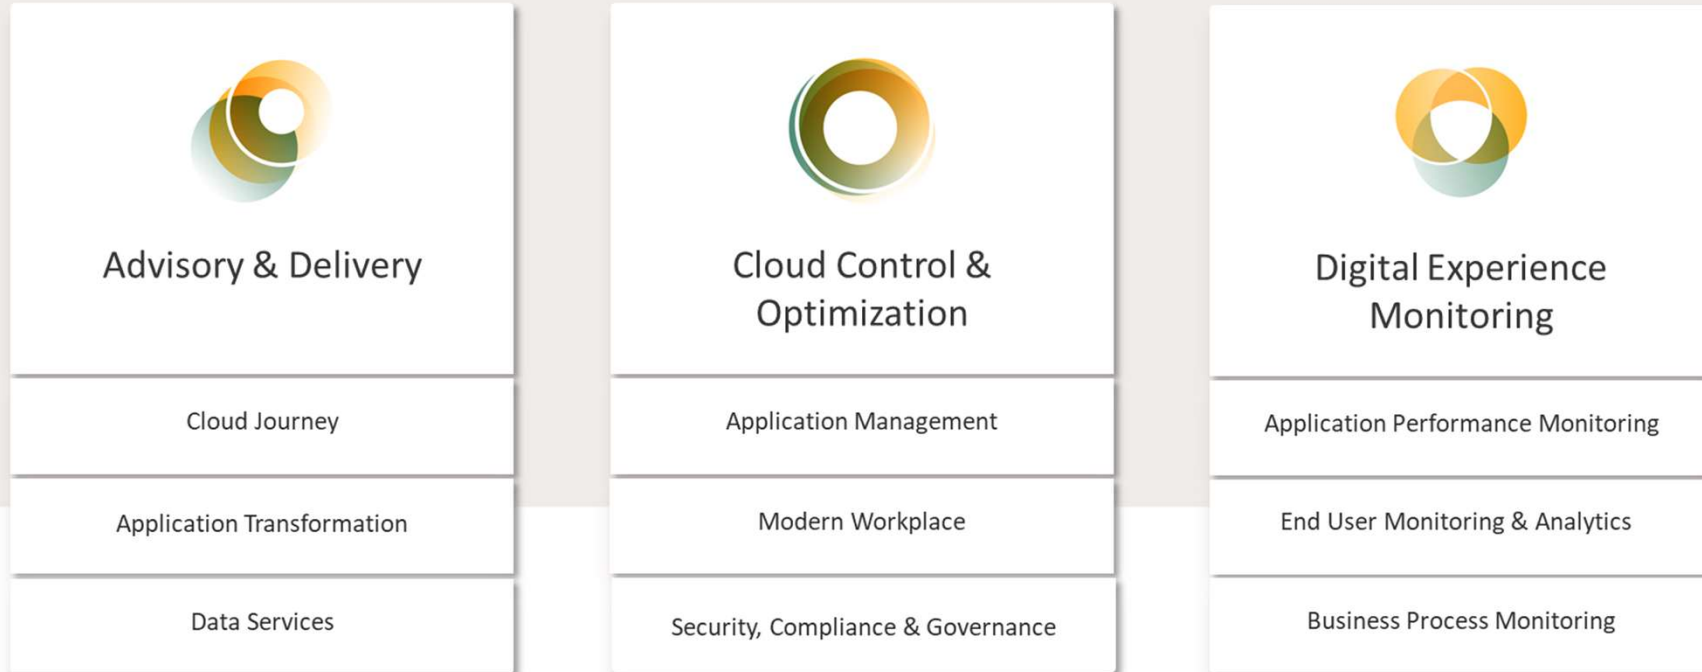 Advisory & Delivery
Cloud Journey
Application Transformation
Data Services
Cloud Control &
Optimization
Application Management
Modern Workplace
Security, Compliance & Governance
Digital Experience
Monitoring
Application Performance Monitoring
End User Monitoring & Analytics
Business Process Monitoring